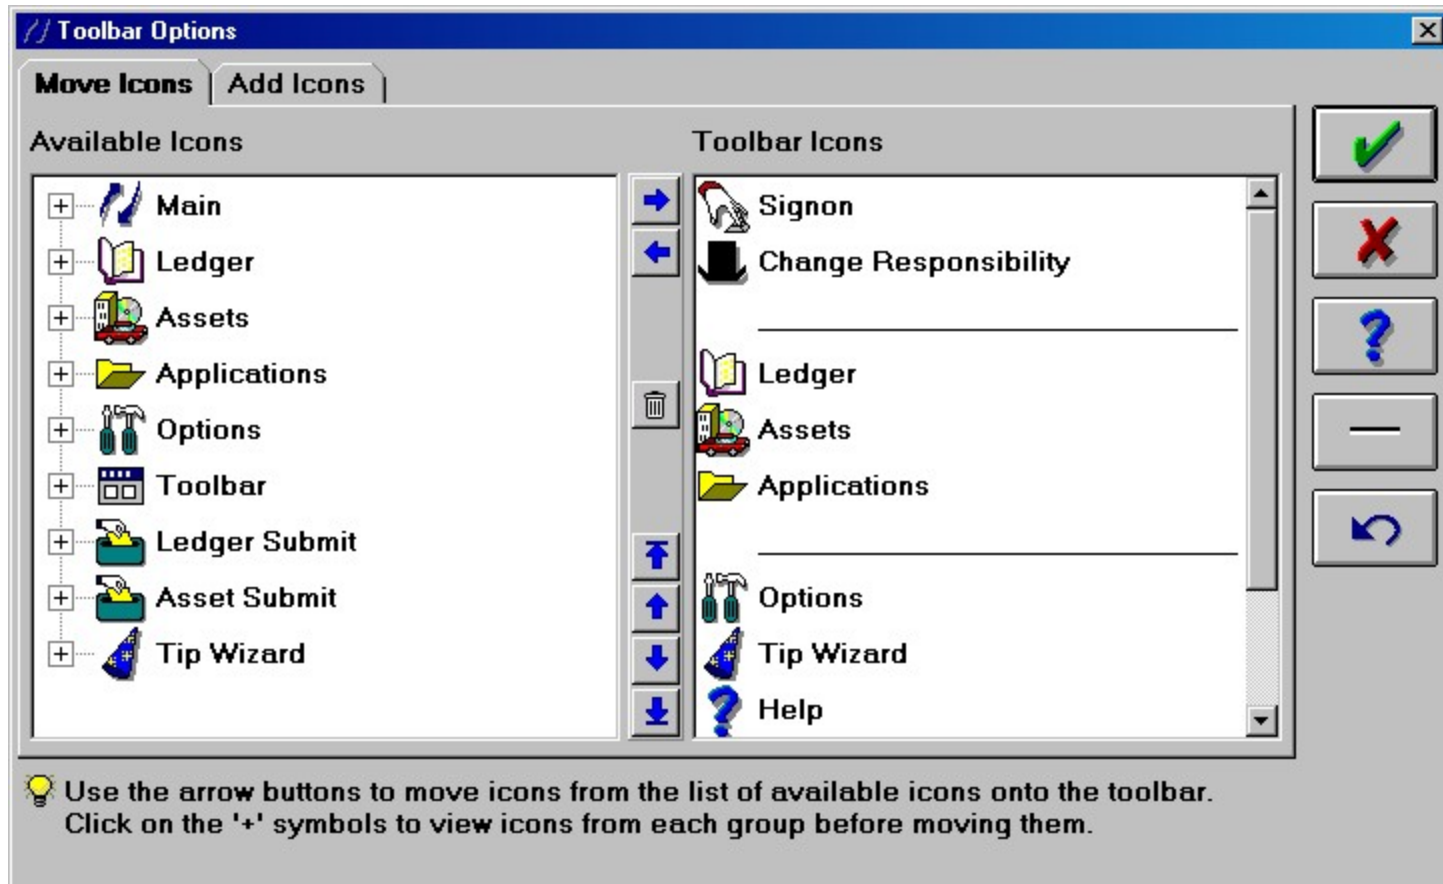 Toolbar Options
Move Icons
Add Icons
Available Icons
Toolbar Icons
Main
Ledger
Assets
Applications
Options
Toolbar
Ledger Submit
Asset Submit
Tip Wizard
Signon
Change Responsibility
Ledger
Assets
Applications
Options
Tip Wizard
Help
Use the arrow buttons to move icons from the list of available icons onto the toolbar.
Click on the '+' symbols to view icons from each group before moving them.